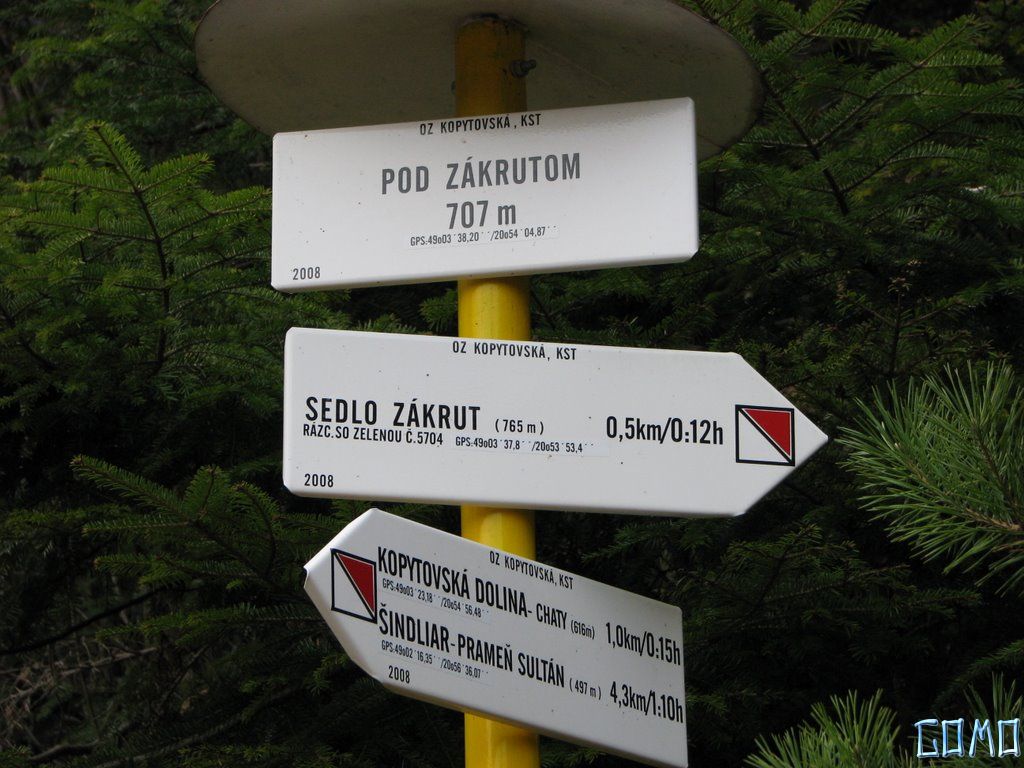 OZ KOPYTOVSKÁ, KST
POD ZÁKRUTOM
707 m
GPS:49o03´38,20´´/20o54´04,87´´
2008
OZ KOPYTOVSKÁ, KST
SEDLO ZÁKRUT (765 m) 0,5km/0:12h
RÁZC.SO ZELENOU Č.5704 GPS:49o03´37,8´´/20o53´53,4´´
2008
OZ KOPYTOVSKÁ, KST
KOPYTOVSKÁ DOLINA- CHATY (616m) 1,0km/0:15h
GPS:49o03´23,18´´/20o54´56,48´´
ŠINDLIAR-PRAMEŇ SULTÁN (497 m) 4,3km/1:10h
GPS:49o02´16,35´´/20o56´36,07´´
2008
GOMO